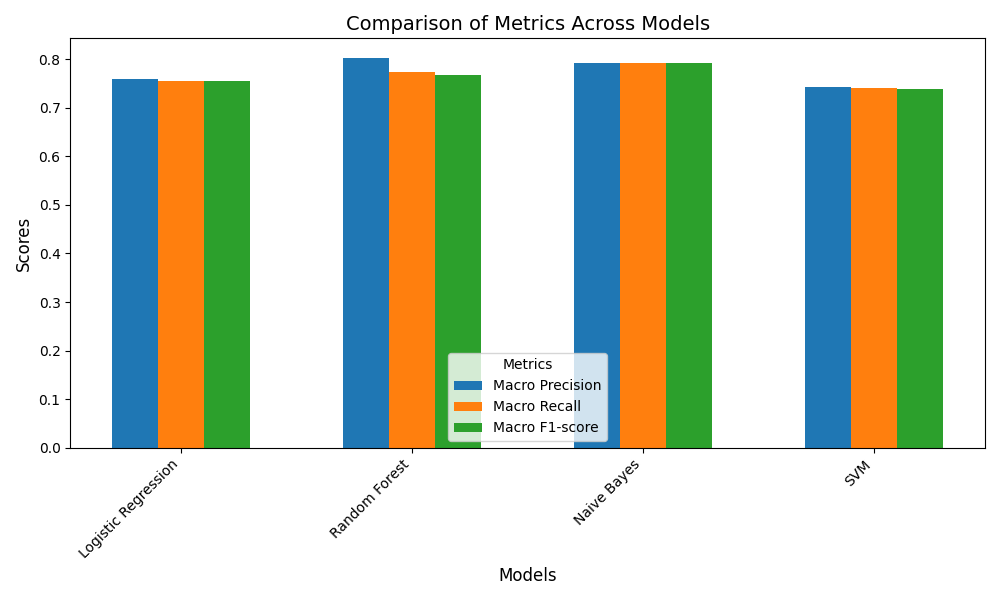 Comparison of Metrics Across Models
Scores
0.8
0.7
0.6
0.5
0.4
0.3
0.2
0.1
0.0
Metrics
Macro Precision
Macro Recall
Macro F1-score
Logistic Regression
Random Forest
Naive Bayes
SVM
Models